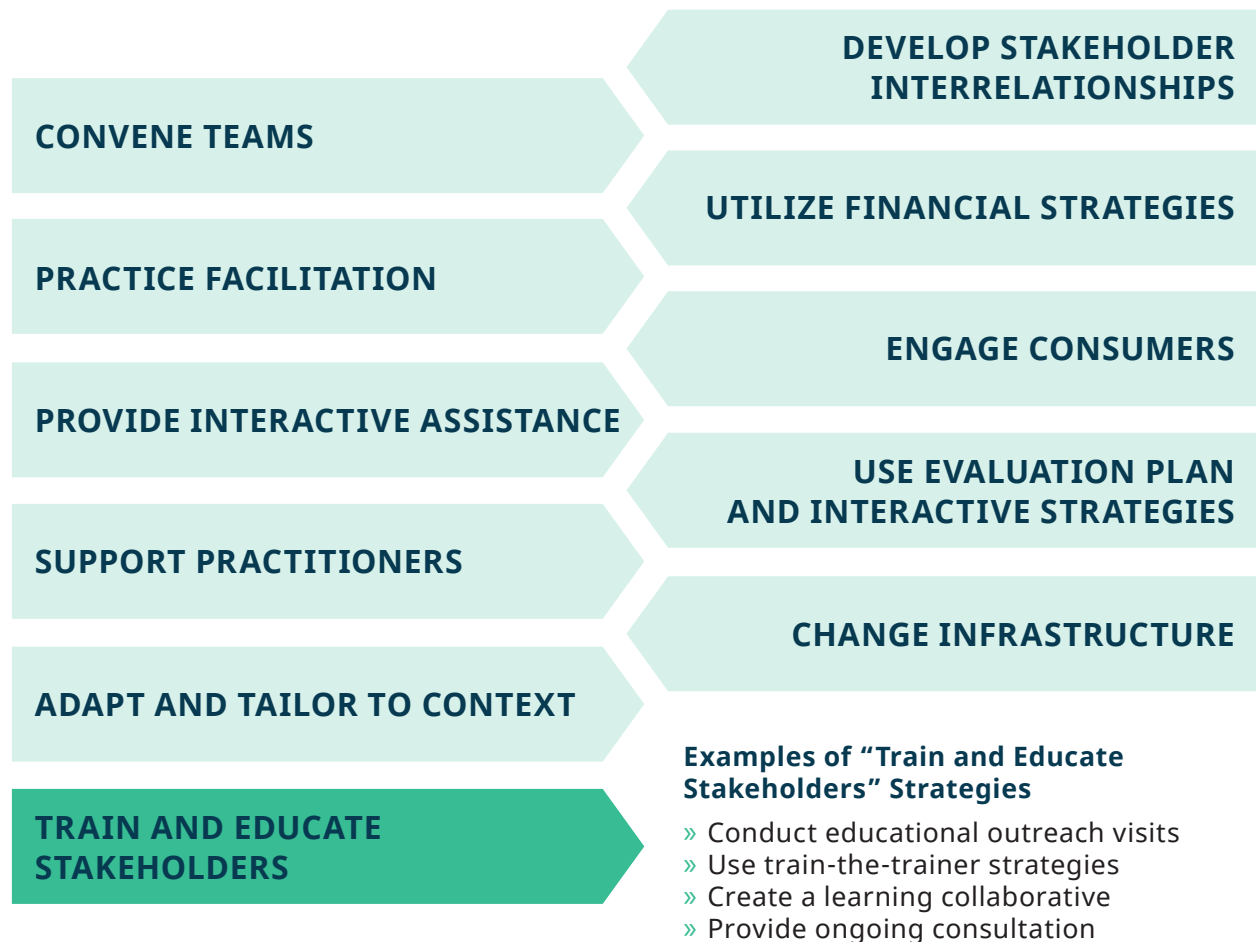 CONVENE TEAMS
PRACTICE FACILITATION
PROVIDE INTERACTIVE ASSISTANCE
SUPPORT PRACTITIONERS
ADAPT AND TAILOR TO CONTEXT
TRAIN AND EDUCATE
STAKEHOLDERS
DEVELOP STAKEHOLDER
INTERRELATIONSHIPS
UTILIZE FINANCIAL STRATEGIES
ENGAGE CONSUMERS
USE EVALUATION PLAN
AND INTERACTIVE STRATEGIES
CHANGE INFRASTRUCTURE
Examples of “Train and Educate
Stakeholders” Strategies
» Conduct educational outreach visits
» Use train-the-trainer strategies
» Create a learning collaborative
» Provide ongoing consultation